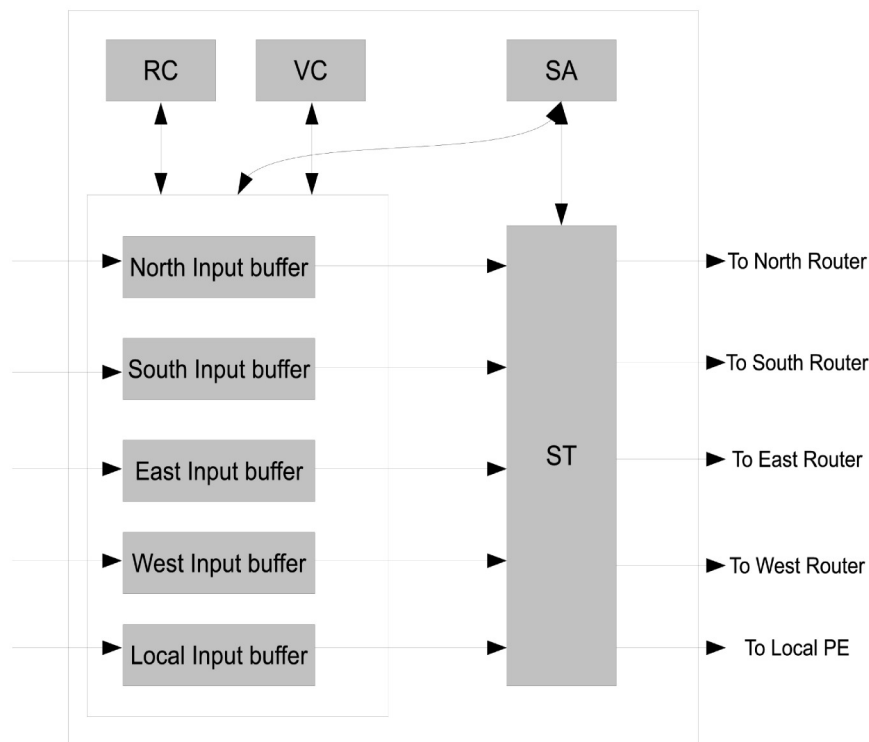 RC
VC
SA
North Input buffer
South Input buffer
East Input buffer
West Input buffer
Local Input buffer
ST
To North Router
To South Router
To East Router
To West Router
To Local PE